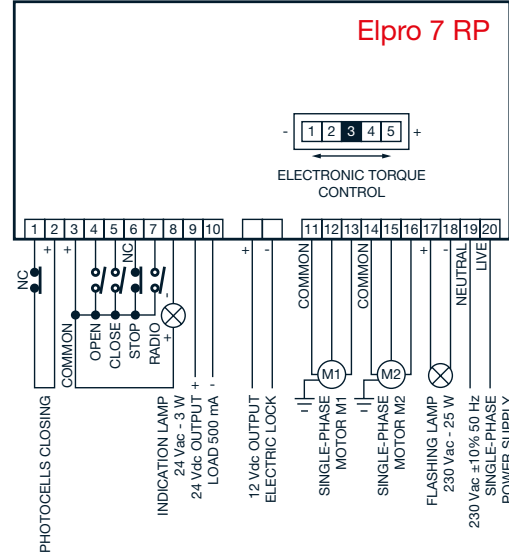 Elpro 7 RP
- 1 2 3 4 5 +
ELECTRONIC TORQUE
CONTROL
1 2 3 4 5 6 7 8 9 10 11 12 13 14 15 16 17 18 19 20
+ + + - + -
NC
NC
-
+
COMMON
OPEN
CLOSE
STOP
RADIO
COMMON
COMMON
NEUTRAL
LIVE
M1
M2
PHOTOCELLS CLOSING
INDICATION LAMP
24 Vac - 3 W
24 Vdc OUTPUT +
LOAD 500 mA -
12 Vdc OUTPUT
ELECTRIC LOCK
SINGLE-PHASE
MOTOR M1
SINGLE-PHASE
MOTOR M2
FLASHING LAMP
230 Vac - 25 W
230 Vac ±10% 50 Hz
SINGLE-PHASE
POWER SUPPLY